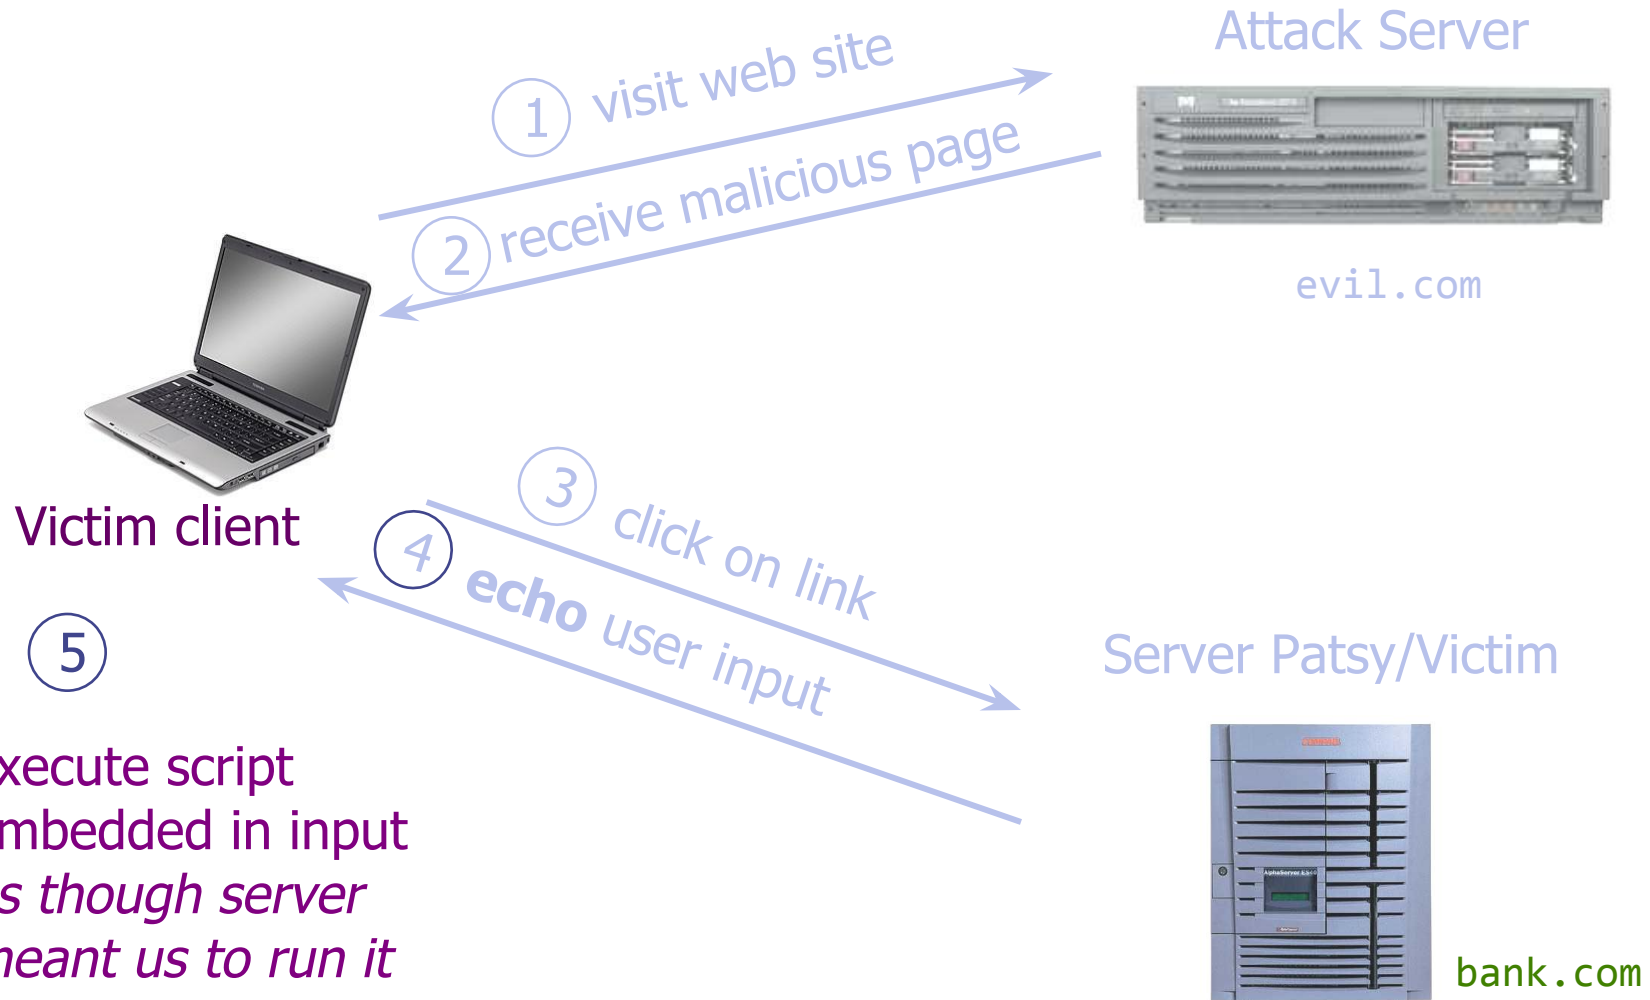 Attack Server
1 visit web site
2 receive malicious page
evil.com
Victim client
3 click on link
4 echo user input
5
xecute script
mbedded in input
s though server
neant us to run it
Server Patsy/Victim
AlphaServer ES40
bank.com